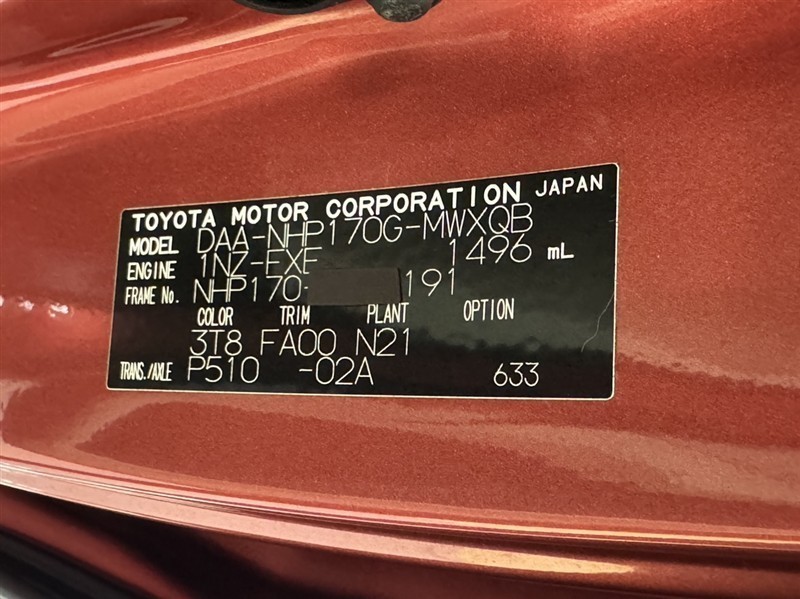 TOYOTA MOTOR CORPORATION JAPAN
MODEL DAA-NHP170G-MWXQB
ENGINE 1NZ-FXE 1496 mL
FRAME No. NHP170- 191
COLOR TRIM PLANT OPTION
3T8 FA00 N21
TRANS./AXLE P510 -02A 633